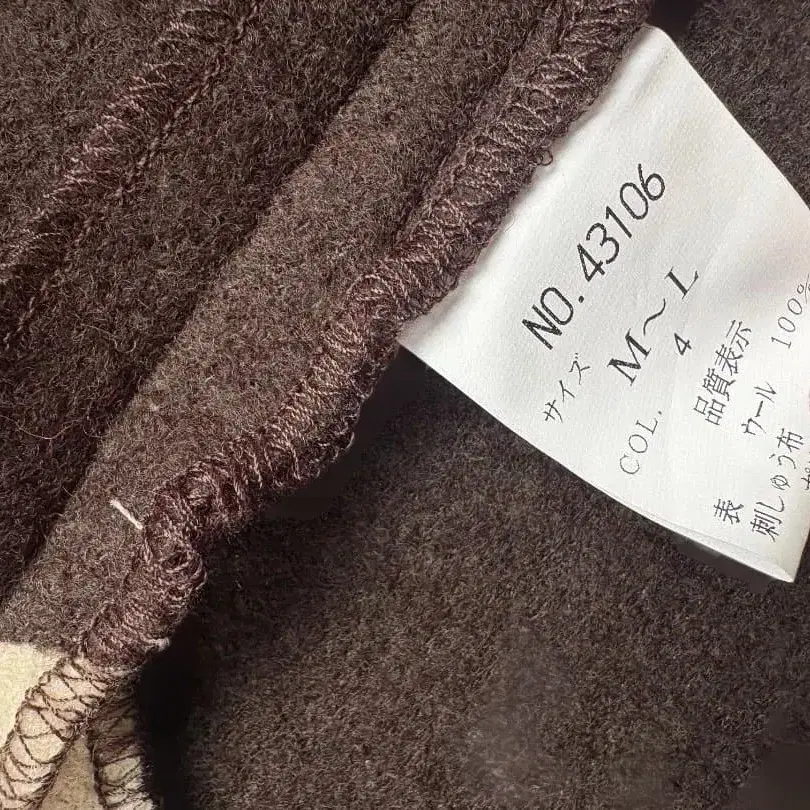 NO. 43106
サイズ
M～L
COL. 4
品質表示
表 ウール 100%
刺しゅう布